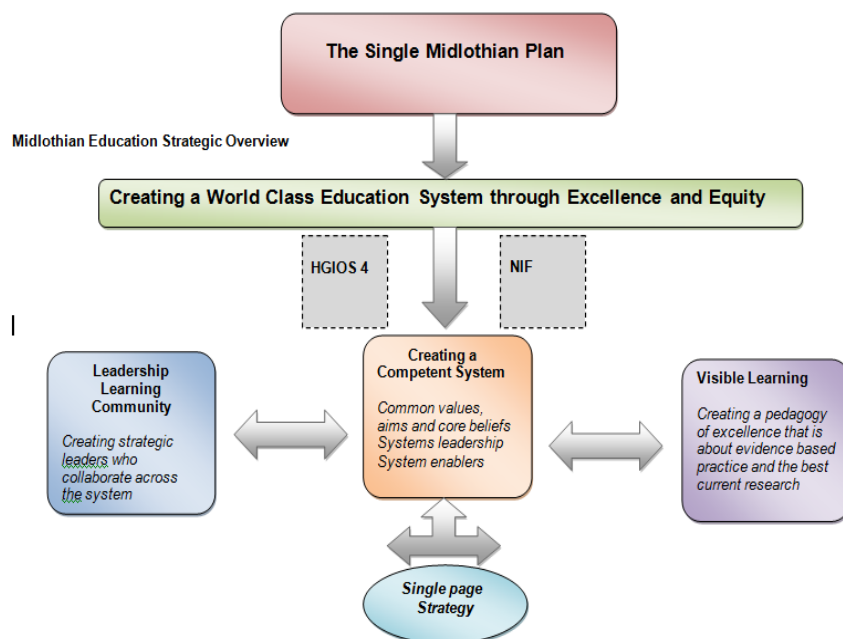 The Single Midlothian Plan
Midlothian Education Strategic Overview
Creating a World Class Education System through Excellence and Equity
HGIOS 4
NIF
Leadership
Learning
Community
Creating strategic
leaders who
collaborate across
the system
Creating a
Competent System
Common values,
aims and core beliefs
Systems leadership
System enablers
Visible Learning
Creating a pedagogy
of excellence that is
about evidence based
practice and the best
current research
Single page
Strategy